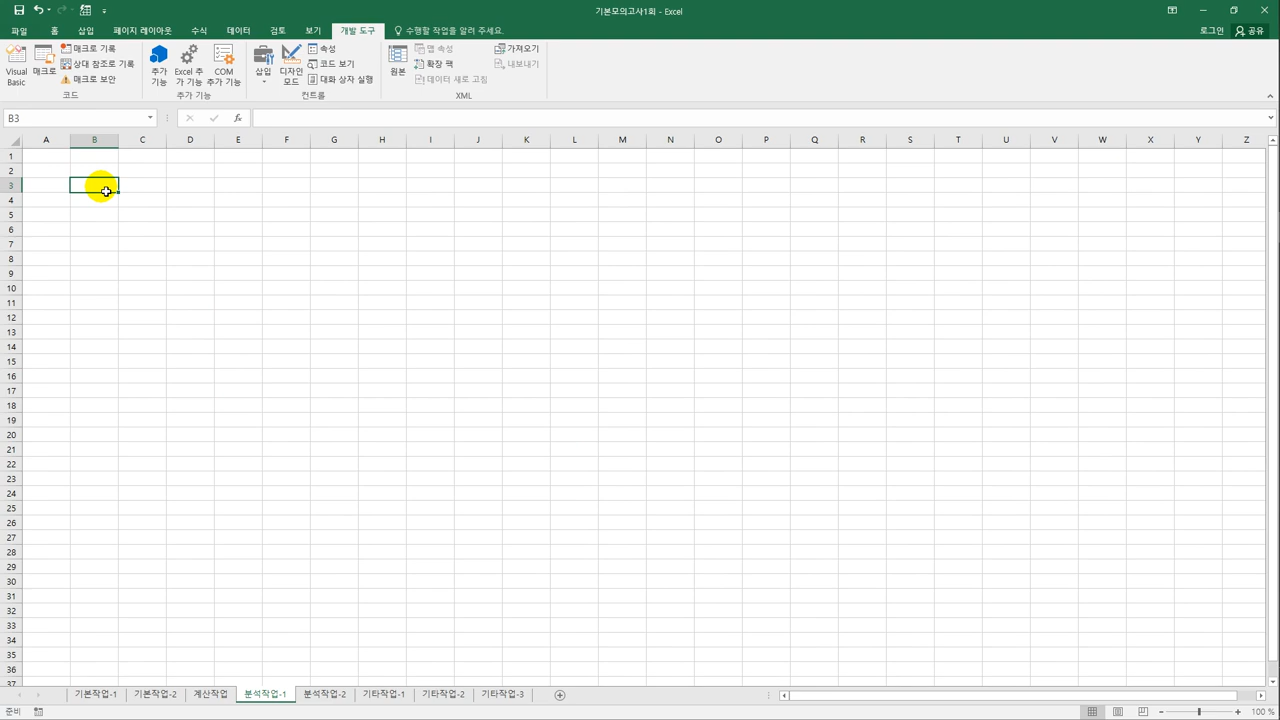 기본모의고사1회 - Excel
파일 홈 삽입 페이지 레이아웃 수식 데이터 검토 보기 개발 도구 수행할 작업을 알려 주세요. 로그인 공유
Visual Basic
매크로
매크로 기록
상대 참조로 기록
매크로 보안
코드
추가 기능
Excel 추가 기능
COM 추가 기능
추가 기능
삽입
디자인 모드
속성
코드 보기
대화 상자 실행
컨트롤
원본
맵 속성
확장 팩
데이터 새로 고침
가져오기
내보내기
XML
B3 fx
A B C D E F G H I J K L M N O P Q R S T U V W X Y Z
1
2
3
4
5
6
7
8
9
10
11
12
13
14
15
16
17
18
19
20
21
22
23
24
25
26
27
28
29
30
31
32
33
34
35
36
37
기본작업-1 기본작업-2 계산작업 분석작업-1 분석작업-2 기타작업-1 기타작업-2 기타작업-3
준비 100 %